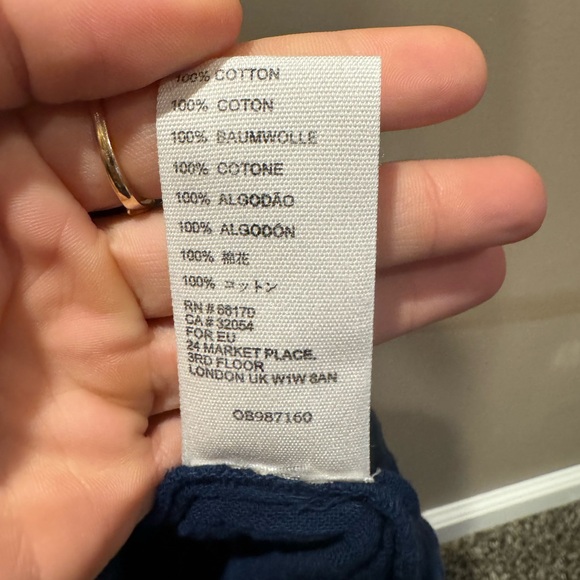 100% COTTON
100% COTON
100% BAUMWOLLE
100% COTONE
100% ALGODÃO
100% ALGODÓN
100% 棉花
100% コットン
RN # 66170
CA # 32054
FOR EU
24 MARKET PLACE.
3RD FLOOR
LONDON UK W1W 8AN
OB987160